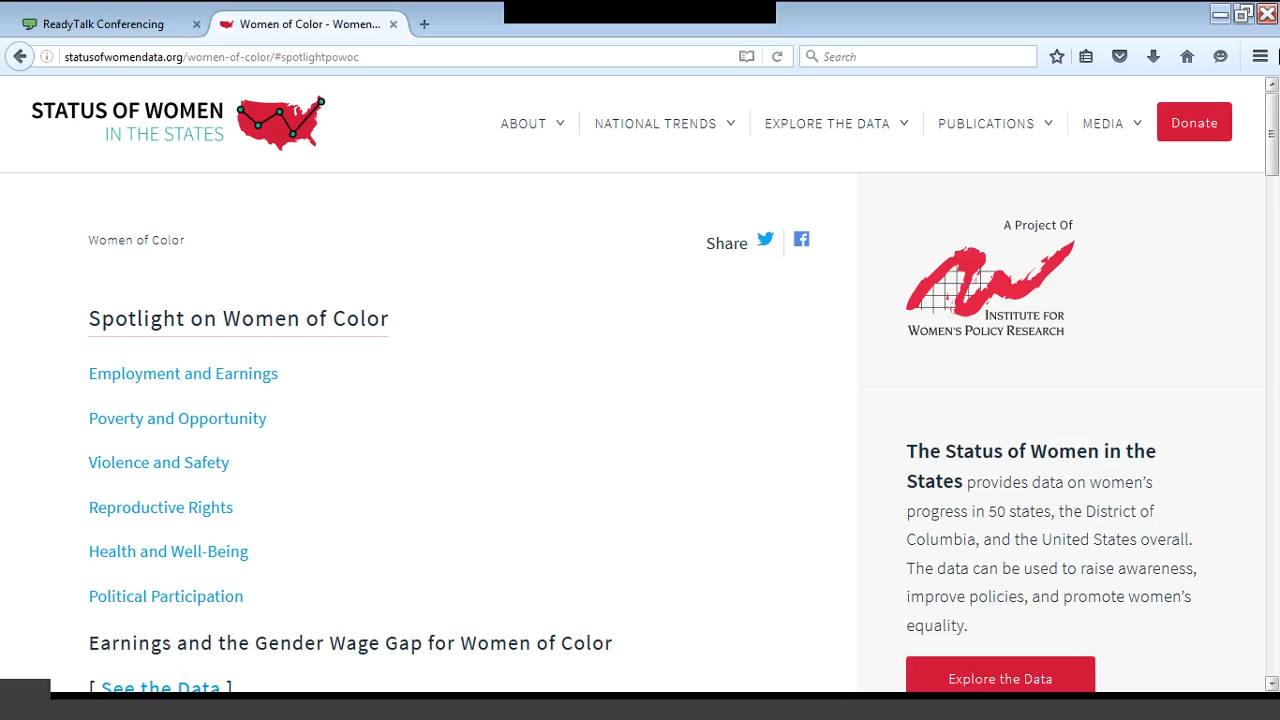 ReadyTalk Conferencing
Women of Color - Women...
statusofwomendata.org/women-of-color/#spotlightpowoc
Search
STATUS OF WOMEN
IN THE STATES
ABOUT
NATIONAL TRENDS
EXPLORE THE DATA
PUBLICATIONS
MEDIA
Donate
Women of Color
Share
Spotlight on Women of Color
Employment and Earnings
Poverty and Opportunity
Violence and Safety
Reproductive Rights
Health and Well-Being
Political Participation
Earnings and the Gender Wage Gap for Women of Color
[ See the Data ]
A Project Of
INSTITUTE FOR
WOMEN'S POLICY RESEARCH
The Status of Women in the
States provides data on women's
progress in 50 states, the District of
Columbia, and the United States overall.
The data can be used to raise awareness,
improve policies, and promote women's
equality.
Explore the Data